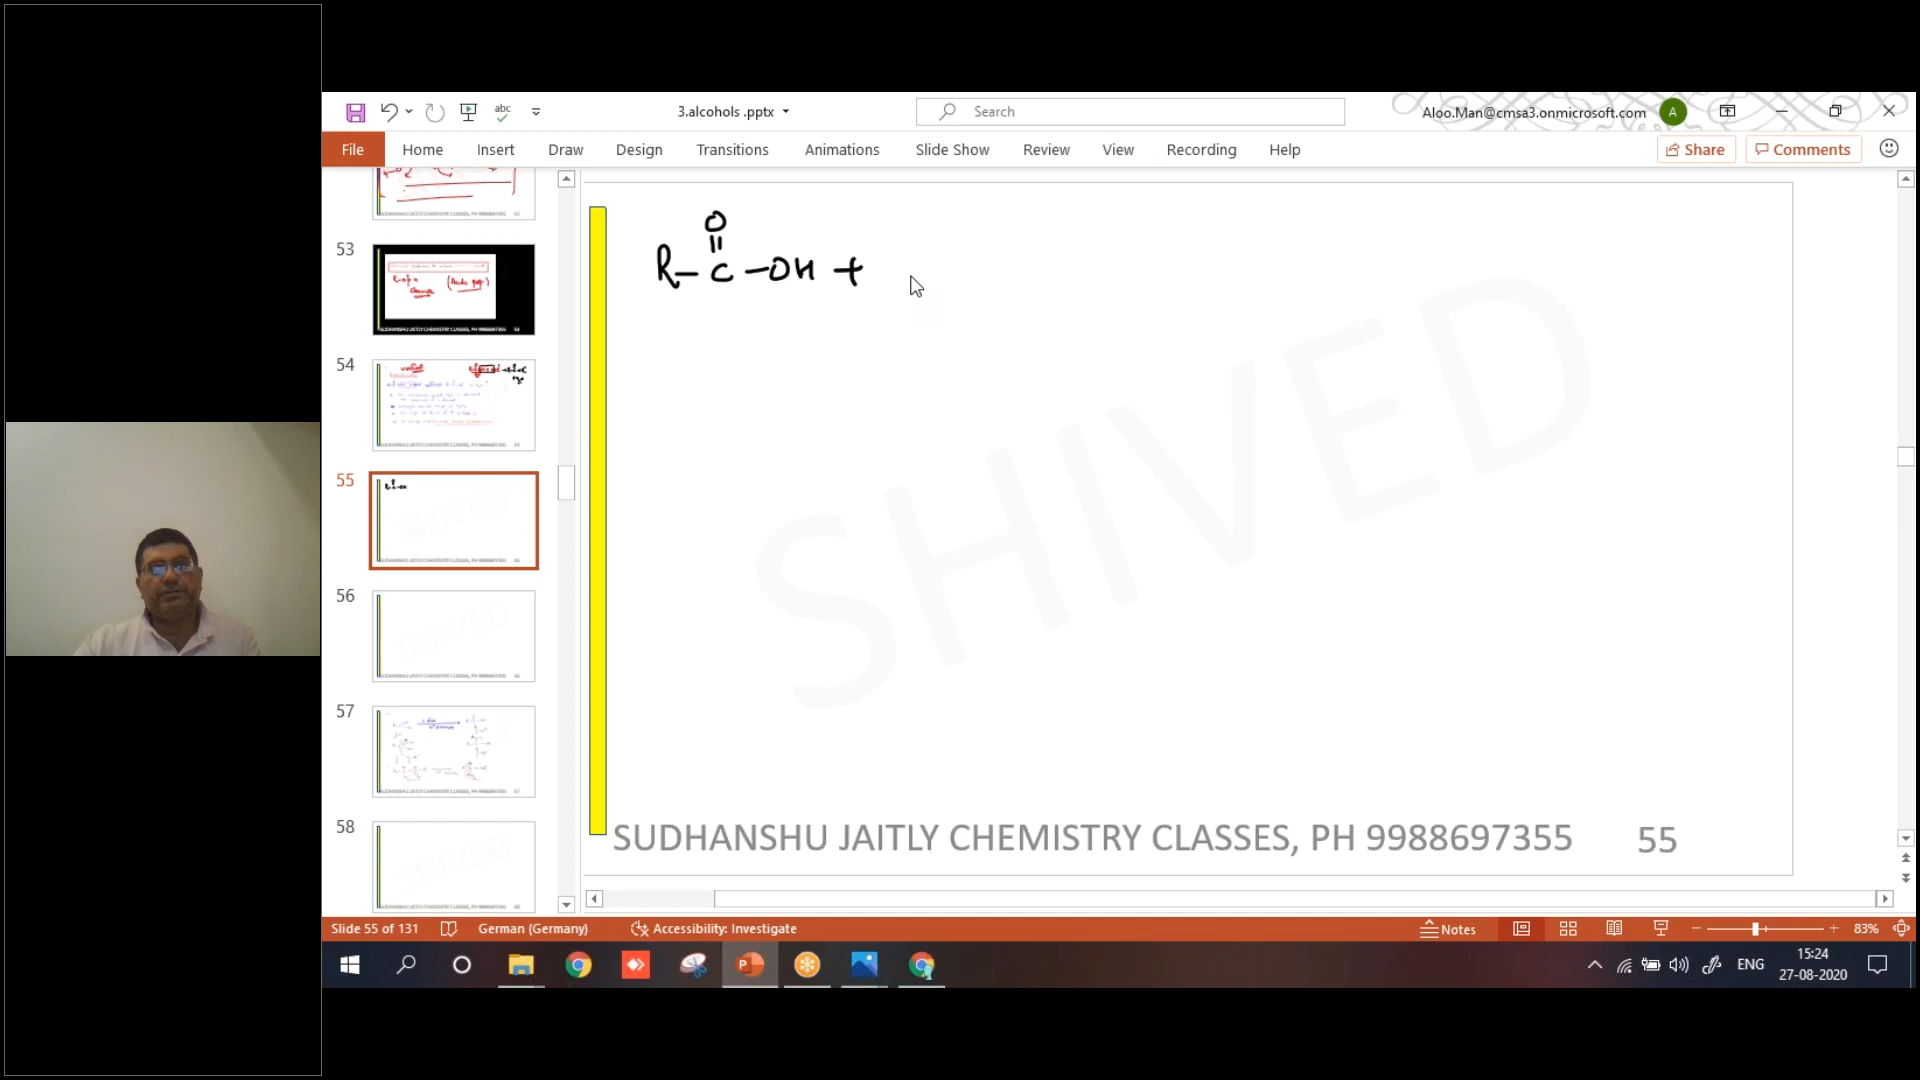 3.alcohols .pptx
Search
Aloo.Man@cmsa3.onmicrosoft.com
A
abc
File Home Insert Draw Design Transitions Animations Slide Show Review View Recording Help
Share Comments
53
54
55
56
57
58
O
||
R-C-OH +
SHIVED
SUDHANSHU JAITLY CHEMISTRY CLASSES, PH 9988697355 55
Slide 55 of 131 German (Germany) Accessibility: Investigate Notes 83%
ENG
15:24
27-08-2020